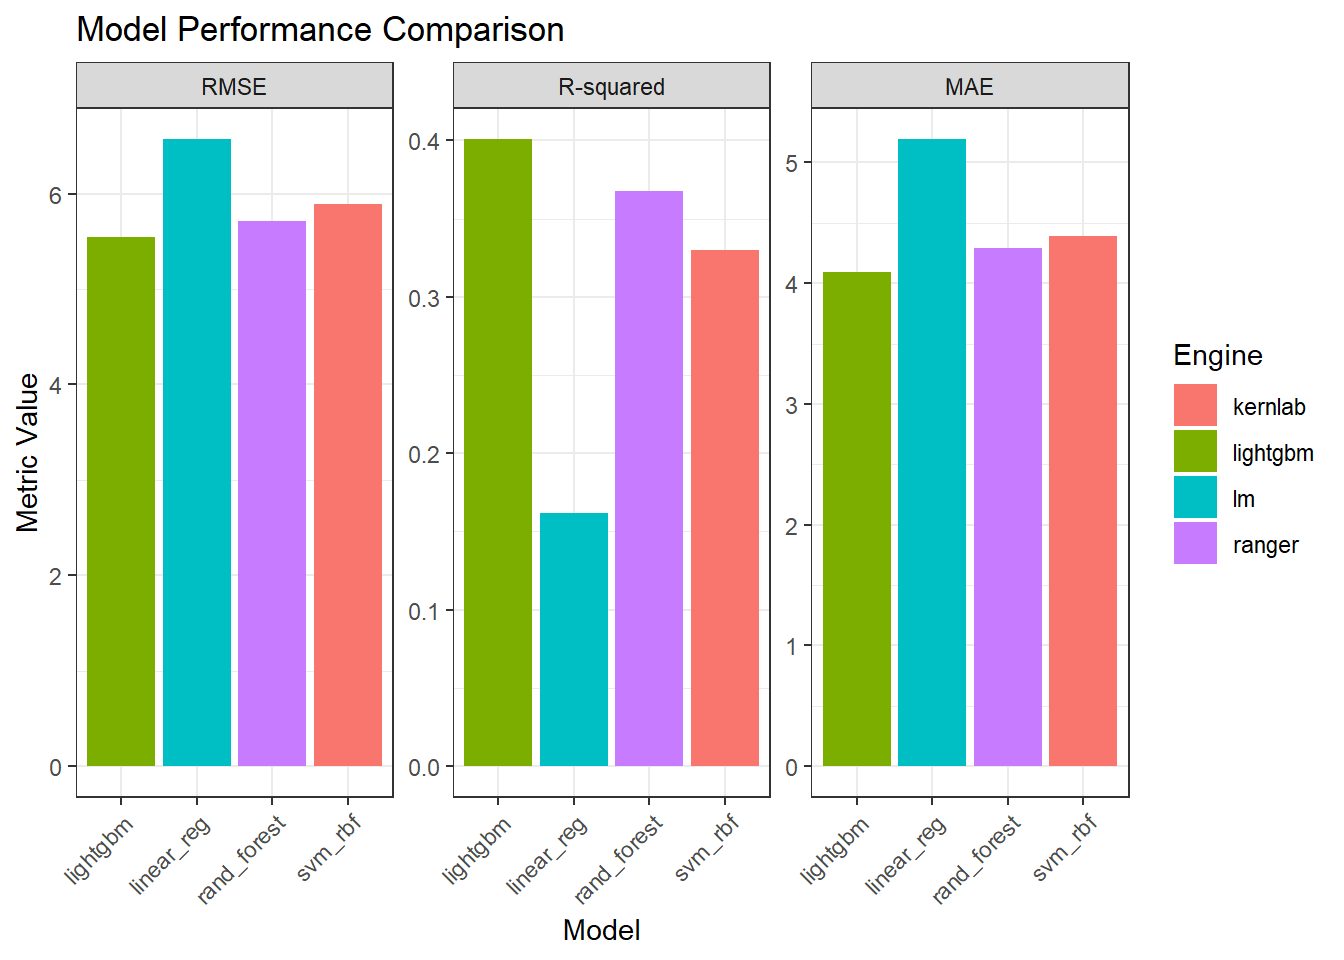 Model Performance Comparison
RMSE
R-squared
MAE
Metric Value
6
4
2
0
0.4
0.3
0.2
0.1
0.0
5
4
3
2
1
0
lightgbm
linear_reg
rand_forest
svm_rbf
lightgbm
linear_reg
rand_forest
svm_rbf
lightgbm
linear_reg
rand_forest
svm_rbf
Model
Engine
kernlab
lightgbm
lm
ranger